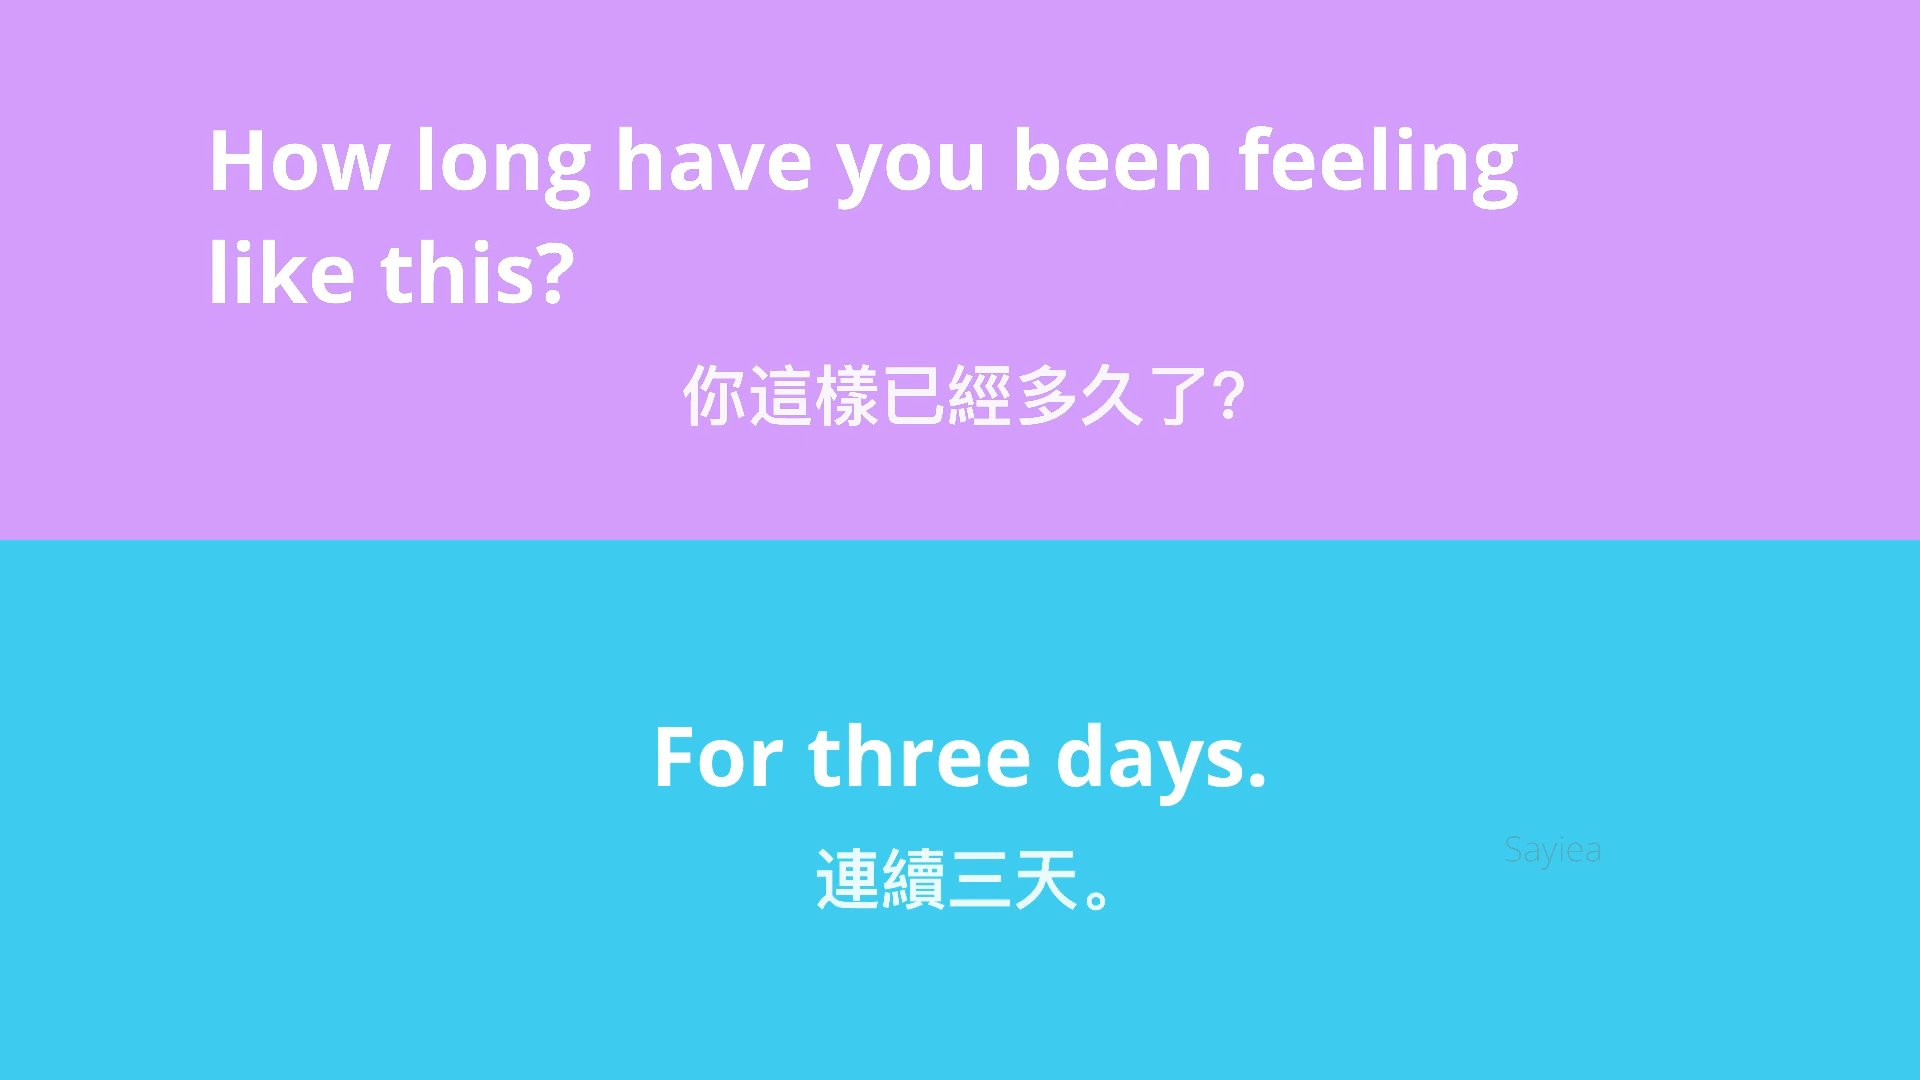 How long have you been feeling
like this?
你這樣已經多久了?
For three days.
連續三天。
Sayiea